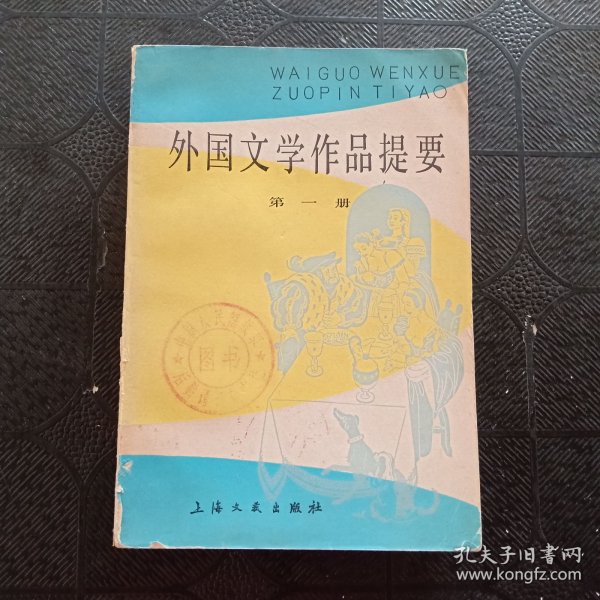 WAIGUO WENXUE
ZUOPIN TIYAO
外国文学作品提要
第一册
图书
上海文艺出版社
孔夫子旧书网
www.kongfz.com